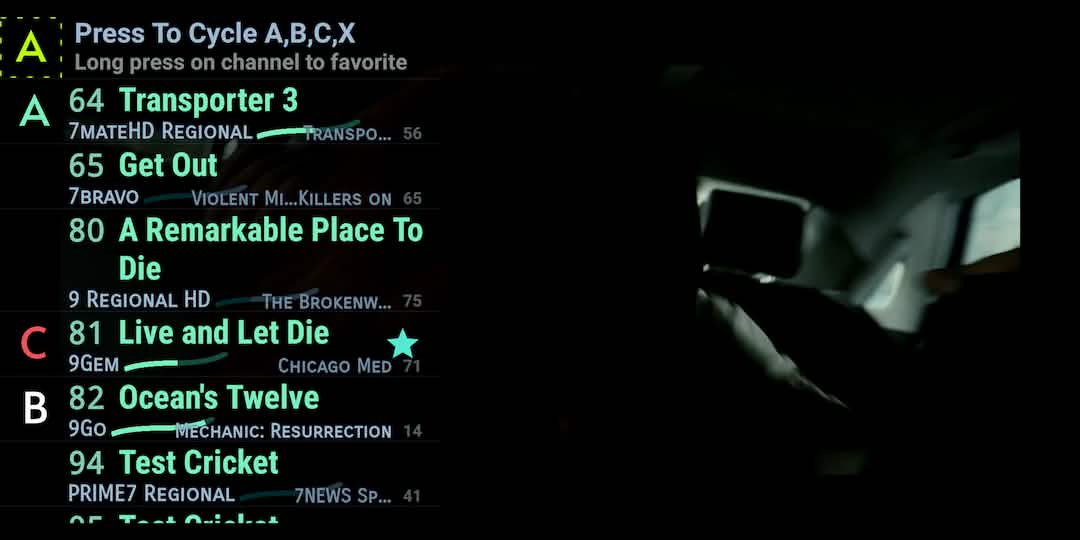 A Press To Cycle A,B,C,X
Long press on channel to favorite
A 64 Transporter 3
7mateHD Regional Transpo... 56
65 Get Out
7Bravo Violent Mi...Killers on 65
80 A Remarkable Place To
Die
9 Regional HD The Brokenw... 75
C 81 Live and Let Die
9Gem Chicago Med 71
B 82 Ocean's Twelve
9Go Mechanic: Resurrection 14
94 Test Cricket
PRIME7 Regional 7NEWS Sp... 41
95 Test Cricket